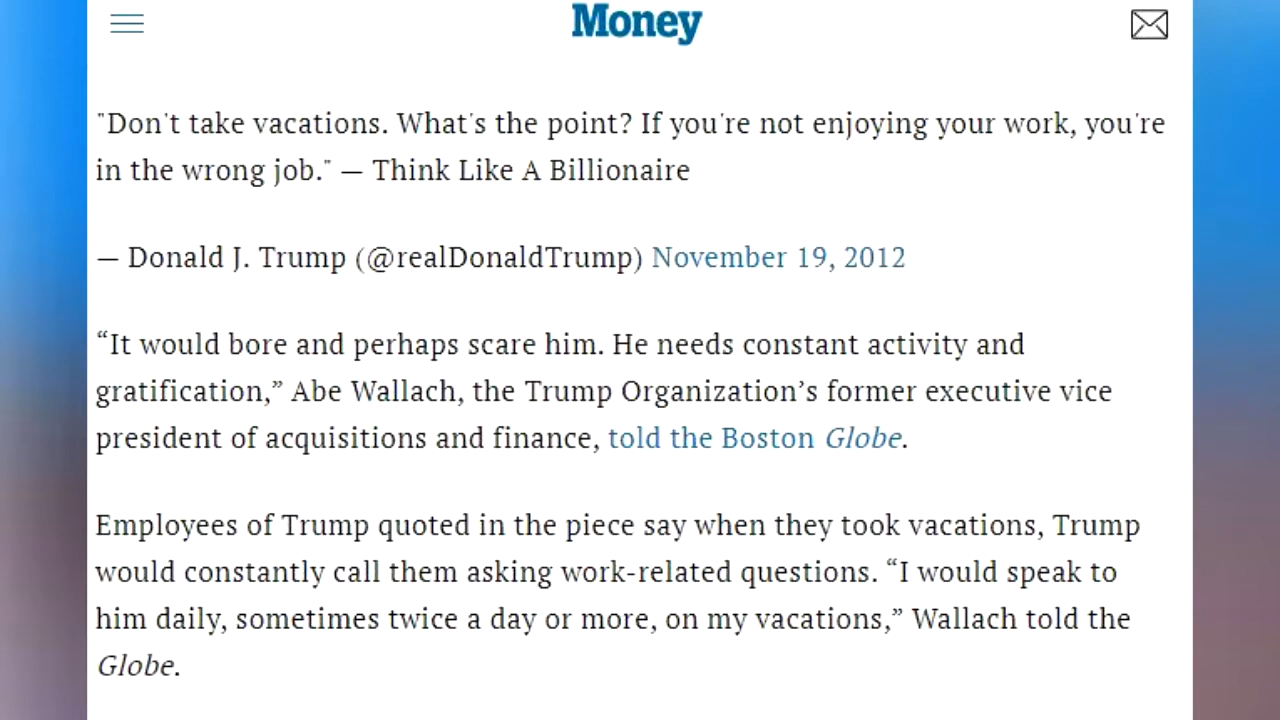 Money
"Don't take vacations. What's the point? If you're not enjoying your work, you're
in the wrong job." — Think Like A Billionaire
— Donald J. Trump (@realDonaldTrump) November 19, 2012
“It would bore and perhaps scare him. He needs constant activity and
gratification,” Abe Wallach, the Trump Organization’s former executive vice
president of acquisitions and finance, told the Boston Globe.
Employees of Trump quoted in the piece say when they took vacations, Trump
would constantly call them asking work-related questions. “I would speak to
him daily, sometimes twice a day or more, on my vacations,” Wallach told the
Globe.